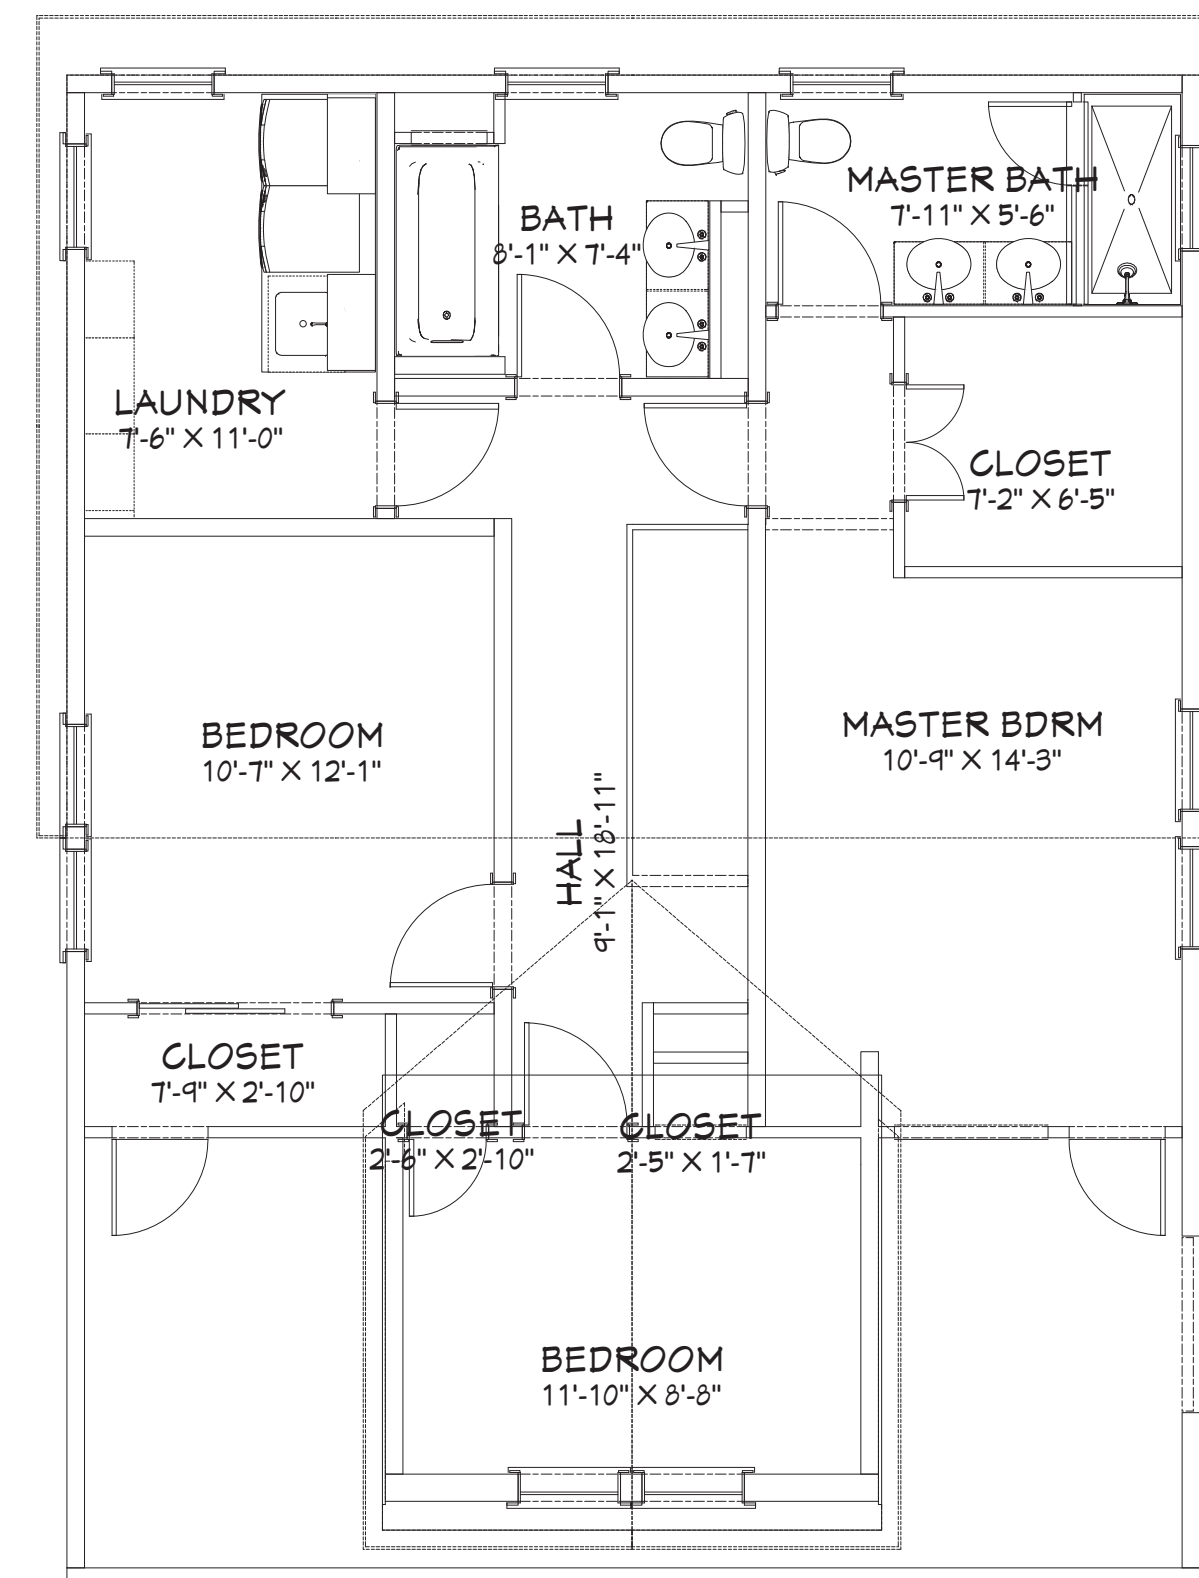 MASTER BATH
7'-11" X 5'-6"
BATH
8'-1" X 7'-4"
LAUNDRY
7'-6" X 11'-0"
CLOSET
7'-2" X 6'-5"
BEDROOM
10'-7" X 12'-1"
MASTER BDRM
10'-9" X 14'-3"
HALL
9'-1" X 18'-11"
CLOSET
7'-9" X 2'-10"
CLOSET
2'-6" X 2'-10"
CLOSET
2'-5" X 1'-7"
BEDROOM
11'-10" X 8'-8"